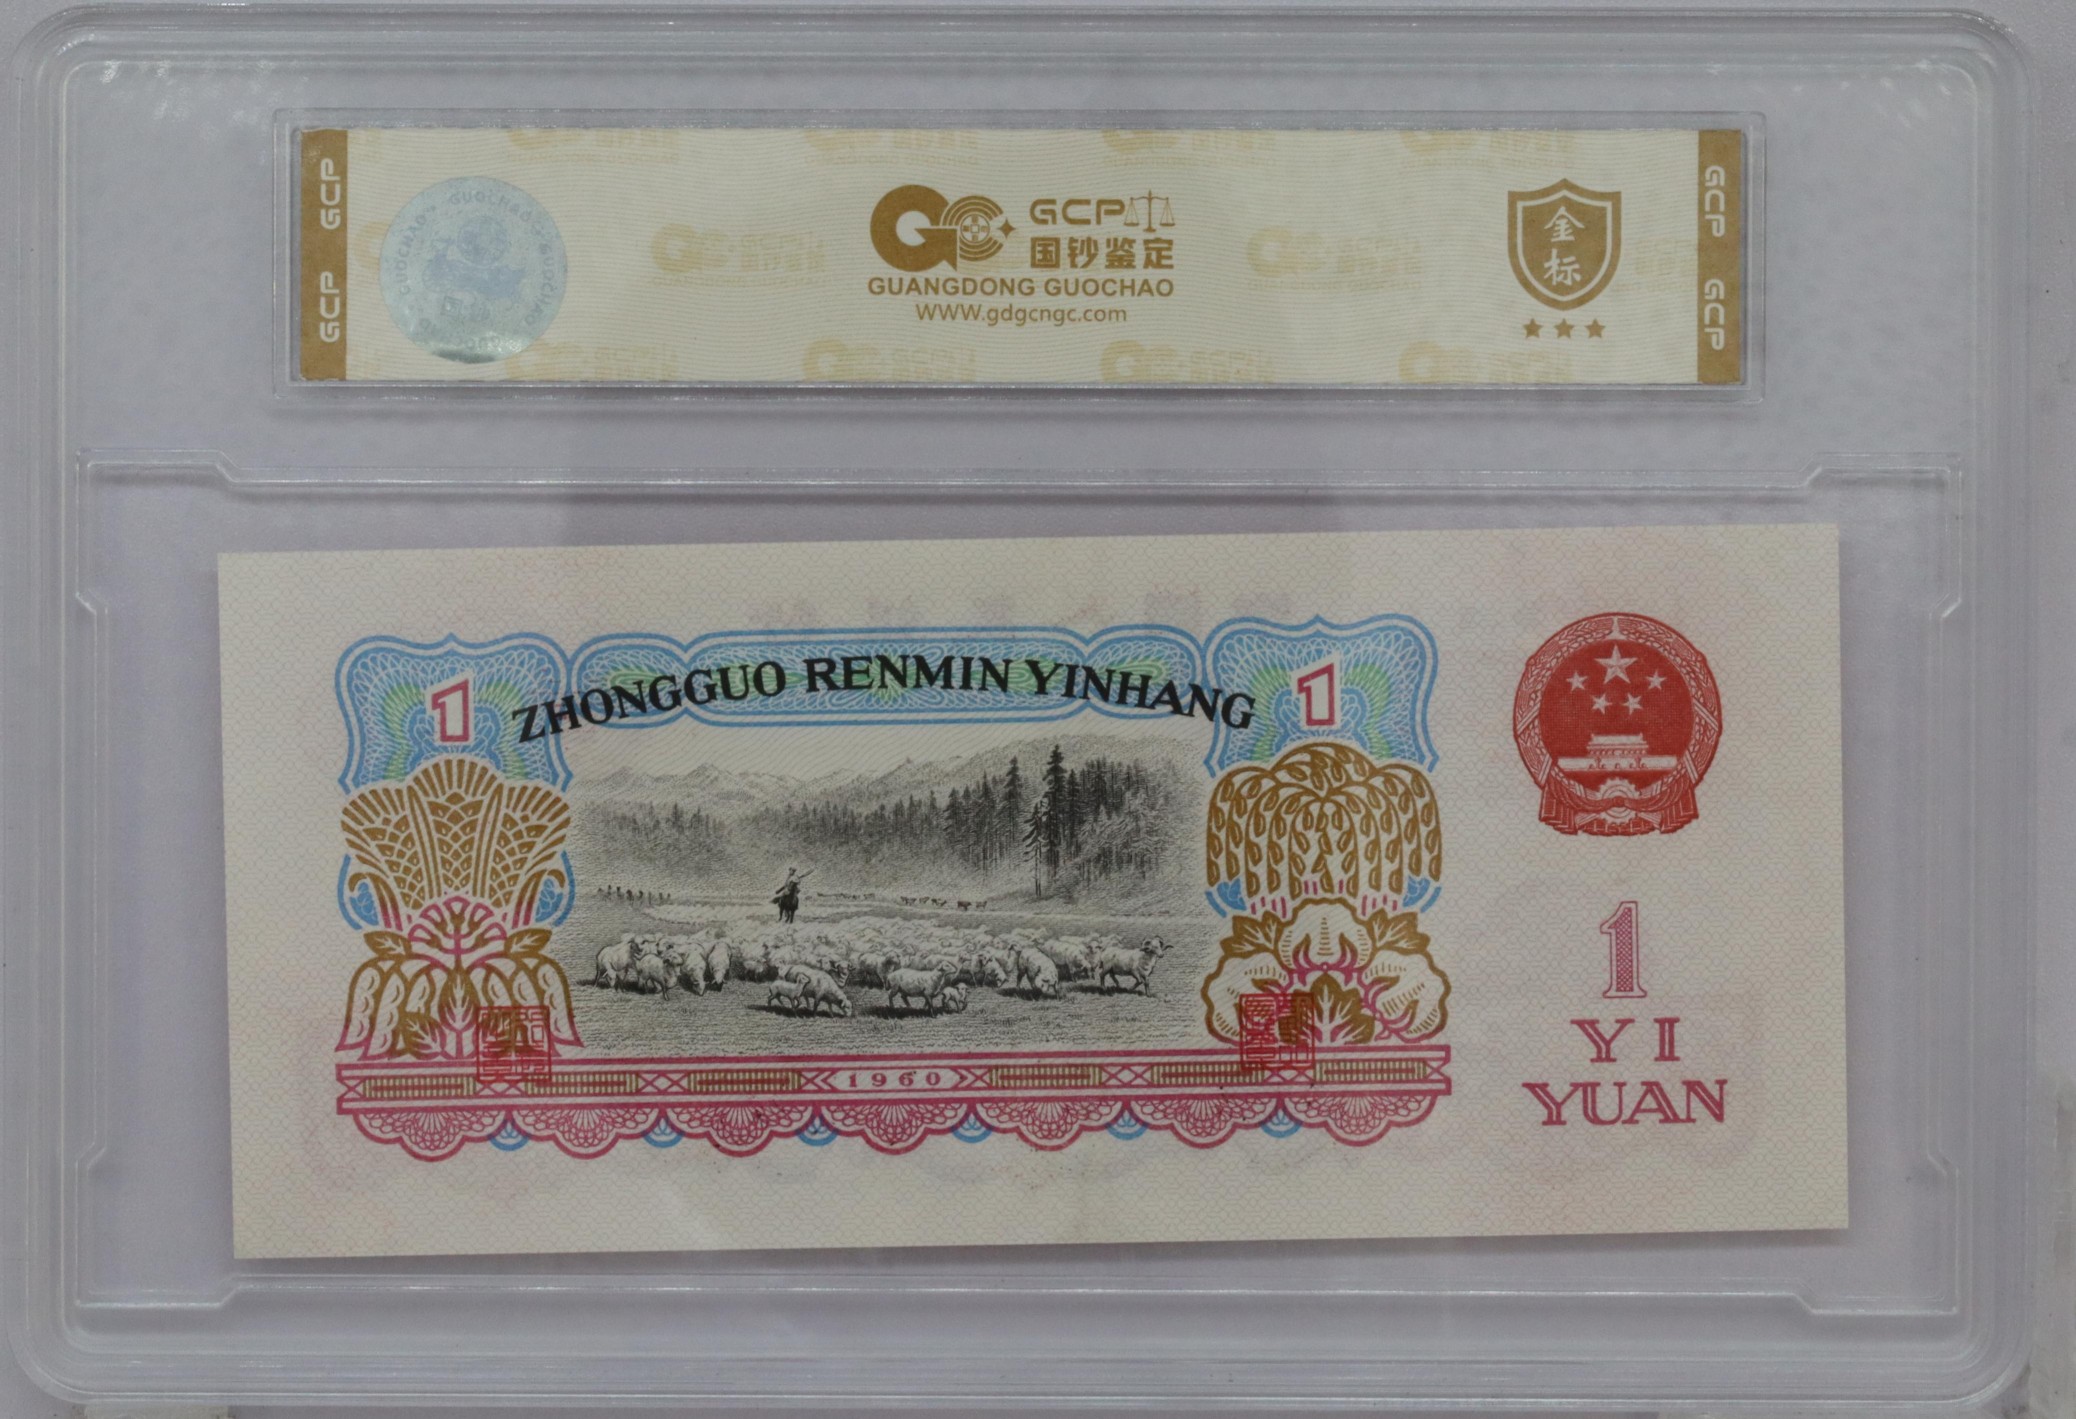 GCP GCP
GCP
国钞鉴定
GUANGDONG GUOCHAO
WWW.gdgcngc.com
金
标
GCP GCP
1 ZHONGGUO RENMIN YINHANG 1
1
YI
YUAN
1960